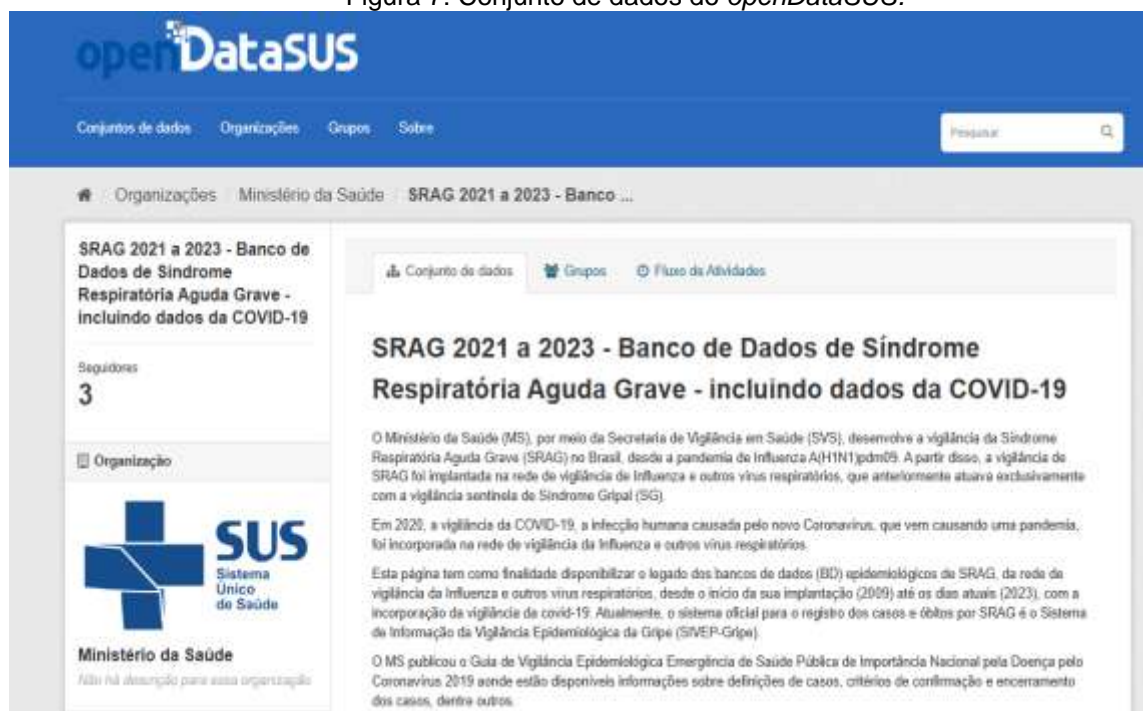 Figura 7: Conjunto de dados do openDataSUS.
openDataSUS
Conjuntos de dados Organizações Grupos Sobre
Pesquisar
Organizações / Ministério da Saúde / SRAG 2021 a 2023 - Banco ...
SRAG 2021 a 2023 - Banco de
Dados de Síndrome
Respiratória Aguda Grave -
incluindo dados da COVID-19
Seguidores
3
Organização
SUS
Sistema
Único
de Saúde
Ministério da Saúde
Não há descrição para essa organização
Conjunto de dados Grupos Fluxo de Atividades
SRAG 2021 a 2023 - Banco de Dados de Síndrome
Respiratória Aguda Grave - incluindo dados da COVID-19
O Ministério da Saúde (MS), por meio da Secretaria de Vigilância em Saúde (SVS), desenvolve a vigilância da Síndrome
Respiratória Aguda Grave (SRAG) no Brasil, desde a pandemia de Influenza A(H1N1)pdm09. A partir disso, a vigilância de
SRAG foi implantada na rede de vigilância de Influenza e outros vírus respiratórios, que anteriormente atuava exclusivamente
com a vigilância sentinela de Síndrome Gripal (SG).
Em 2020, a vigilância da COVID-19, a infecção humana causada pelo novo Coronavírus, que vem causando uma pandemia,
foi incorporada na rede de vigilância da Influenza e outros vírus respiratórios.
Esta página tem como finalidade disponibilizar o legado dos bancos de dados (BD) epidemiológicos de SRAG, da rede de
vigilância da Influenza e outros vírus respiratórios, desde o início da sua implantação (2009) até os dias atuais (2023), com a
incorporação da vigilância da covid-19. Atualmente, o sistema oficial para o registro dos casos e óbitos por SRAG é o Sistema
de Informação da Vigilância Epidemiológica da Gripe (SIVEP-Gripe).
O MS publicou o Guia de Vigilância Epidemiológica Emergência de Saúde Pública de Importância Nacional pela Doença pelo
Coronavírus 2019 aonde estão disponíveis informações sobre definições de casos, critérios de confirmação e encerramento
dos casos, dentre outros.